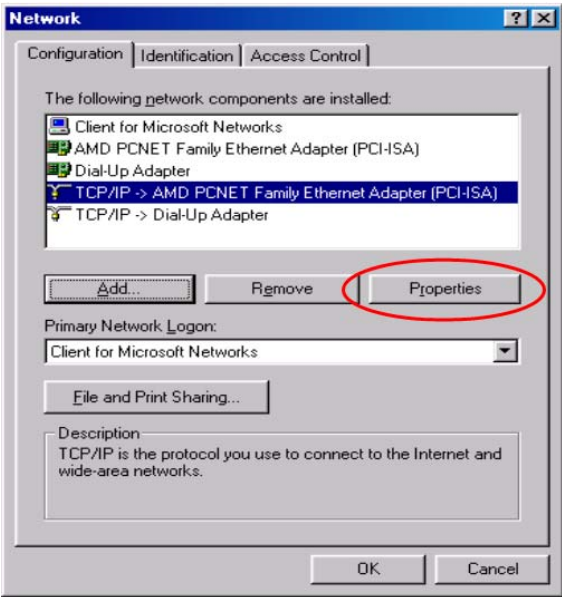 Network
Configuration Identification Access Control
The following network components are installed:
Client for Microsoft Networks
AMD PCNET Family Ethernet Adapter (PCI-ISA)
Dial-Up Adapter
TCP/IP -> AMD PCNET Family Ethernet Adapter (PCI-ISA)
TCP/IP -> Dial-Up Adapter
Add... Remove Properties
Primary Network Logon:
Client for Microsoft Networks
File and Print Sharing...
Description
TCP/IP is the protocol you use to connect to the Internet and
wide-area networks.
OK Cancel